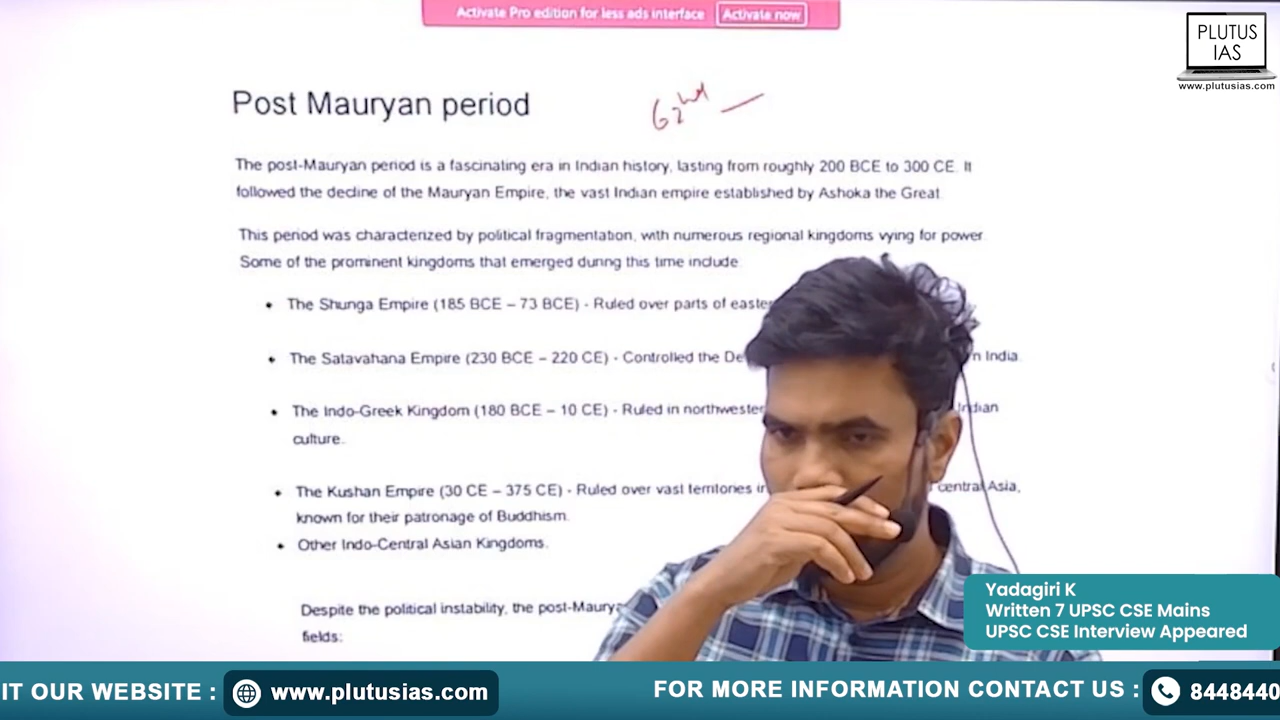 Activate Pro edition for less ads interface Activate now
PLUTUS
IAS
www.plutusias.com
Post Mauryan period
The post-Mauryan period is a fascinating era in Indian history, lasting from roughly 200 BCE to 300 CE. It
followed the decline of the Mauryan Empire, the vast Indian empire established by Ashoka the Great
This period was characterized by political fragmentation, with numerous regional kingdoms vying for power.
Some of the prominent kingdoms that emerged during this time include:
• The Shunga Empire (185 BCE – 73 BCE) - Ruled over parts of
• The Satavahana Empire (230 BCE – 220 CE) - Controlled the India
• The Indo-Greek Kingdom (180 BCE – 10 CE) - Ruled in Indian
culture.
• The Kushan Empire (30 CE – 375 CE) - Ruled over vast territories central Asia,
known for their patronage of Buddhism.
• Other Indo-Central Asian Kingdoms.
Despite the political instability, the
fields:
Yadagiri K
Written 7 UPSC CSE Mains
UPSC CSE Interview Appeared
IT OUR WEBSITE : www.plutusias.com FOR MORE INFORMATION CONTACT US : 8448440